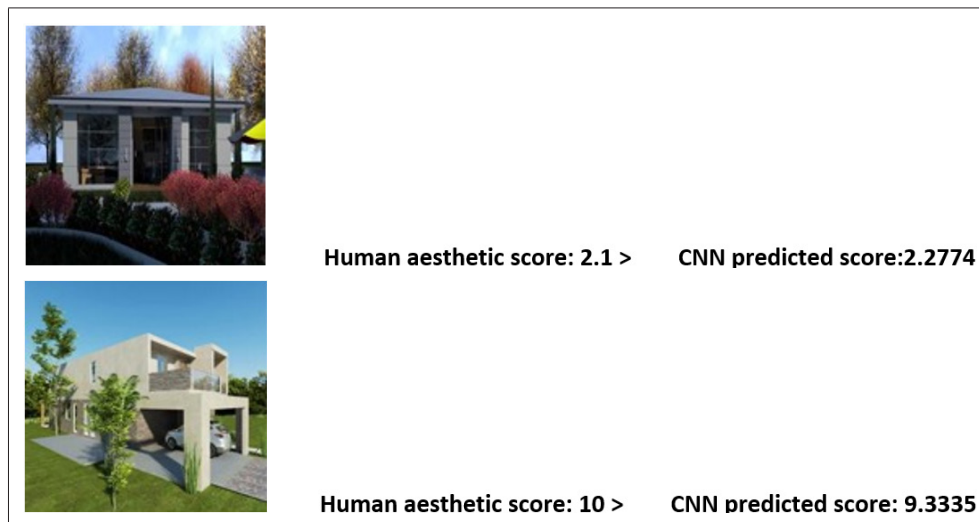 Human aesthetic score: 2.1 > CNN predicted score:2.2774
Human aesthetic score: 10 > CNN predicted score: 9.3335